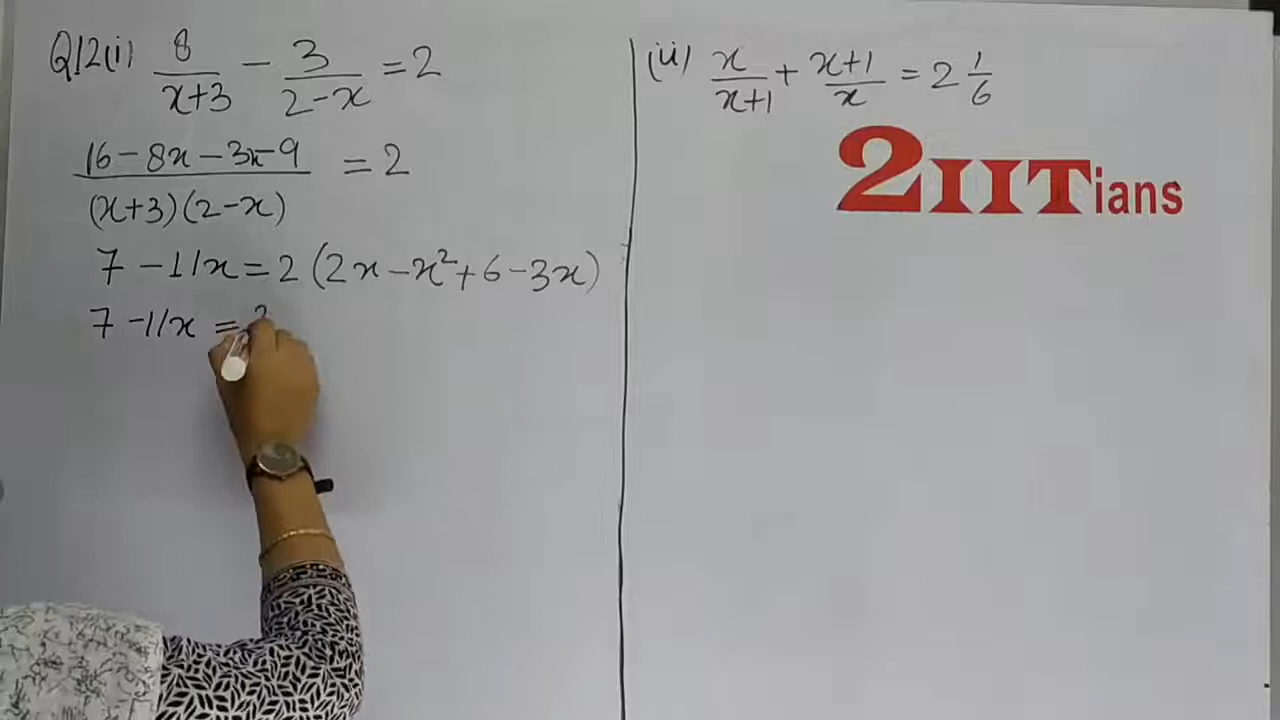 Q12(i) 8/(x+3) - 3/(2-x) = 2
(16-8x-3x-9)/((x+3)(2-x)) = 2
7-11x = 2(2x-x²+6-3x)
7-11x =
(ii) x/(x+1) + (x+1)/x = 2 1/6
2IITians